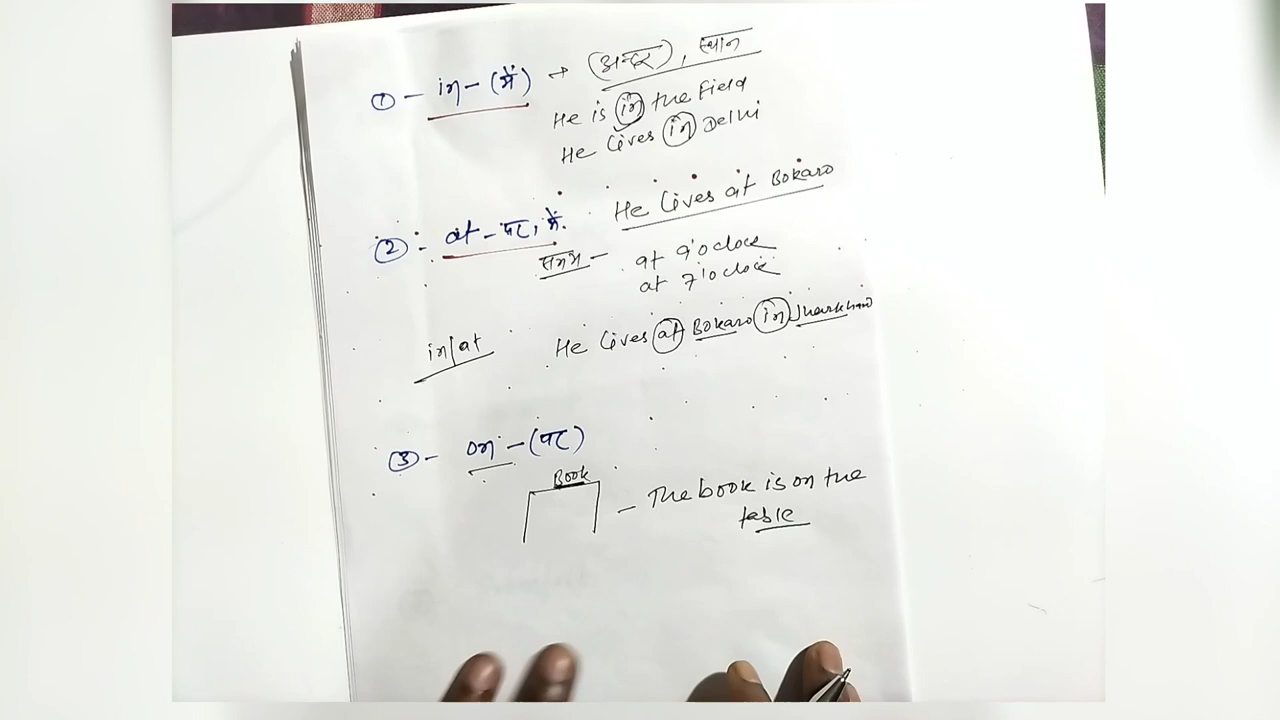 ① - in - (में) → (अन्दर), स्थान
He is in the Field
He lives in Delhi
② - at - पर, में. He lives at Bokaro
समय - at 9'o clock
at 7'o clock
in/at He lives at Bokaro in Jharkhand
③ - on - (पर)
Book
- The book is on the
table